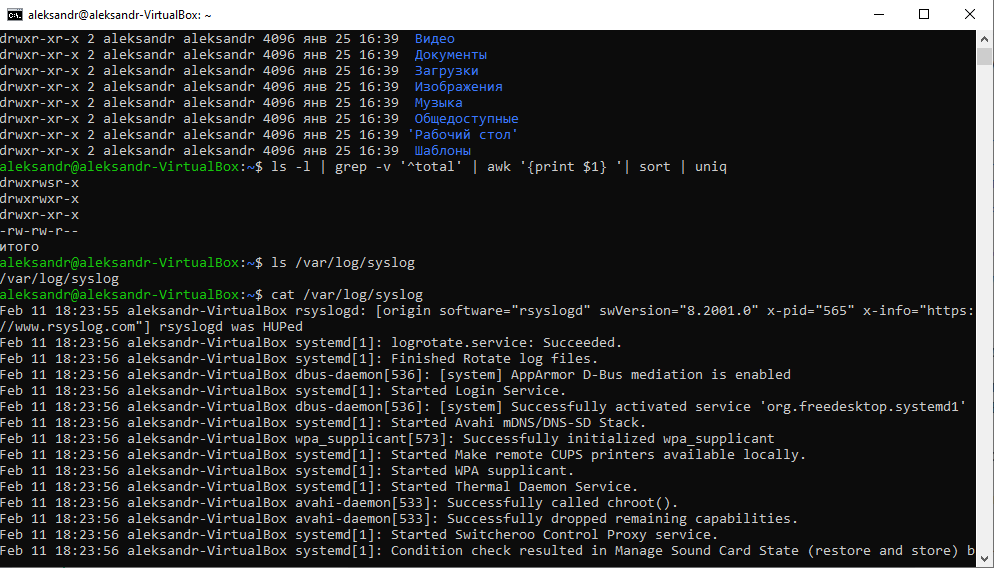 aleksandr@aleksandr-VirtualBox: ~
drwxr-xr-x 2 aleksandr aleksandr 4096 янв 25 16:39  Видео
drwxr-xr-x 2 aleksandr aleksandr 4096 янв 25 16:39  Документы
drwxr-xr-x 2 aleksandr aleksandr 4096 янв 25 16:39  Загрузки
drwxr-xr-x 2 aleksandr aleksandr 4096 янв 25 16:39  Изображения
drwxr-xr-x 2 aleksandr aleksandr 4096 янв 25 16:39  Музыка
drwxr-xr-x 2 aleksandr aleksandr 4096 янв 25 16:39  Общедоступные
drwxr-xr-x 2 aleksandr aleksandr 4096 янв 25 16:39 'Рабочий стол'
drwxr-xr-x 2 aleksandr aleksandr 4096 янв 25 16:39  Шаблоны
aleksandr@aleksandr-VirtualBox:~$ ls -l | grep -v '^total' | awk '{print $1} '| sort | uniq
drwxrwsr-x
drwxrwxr-x
drwxr-xr-x
-rw-rw-r--
итого
aleksandr@aleksandr-VirtualBox:~$ ls /var/log/syslog
/var/log/syslog
aleksandr@aleksandr-VirtualBox:~$ cat /var/log/syslog
Feb 11 18:23:55 aleksandr-VirtualBox rsyslogd: [origin software="rsyslogd" swVersion="8.2001.0" x-pid="565" x-info="https:
//www.rsyslog.com"] rsyslogd was HUPed
Feb 11 18:23:56 aleksandr-VirtualBox systemd[1]: logrotate.service: Succeeded.
Feb 11 18:23:56 aleksandr-VirtualBox systemd[1]: Finished Rotate log files.
Feb 11 18:23:56 aleksandr-VirtualBox dbus-daemon[536]: [system] AppArmor D-Bus mediation is enabled
Feb 11 18:23:56 aleksandr-VirtualBox systemd[1]: Started Login Service.
Feb 11 18:23:56 aleksandr-VirtualBox dbus-daemon[536]: [system] Successfully activated service 'org.freedesktop.systemd1'
Feb 11 18:23:56 aleksandr-VirtualBox systemd[1]: Started Avahi mDNS/DNS-SD Stack.
Feb 11 18:23:56 aleksandr-VirtualBox wpa_supplicant[573]: Successfully initialized wpa_supplicant
Feb 11 18:23:56 aleksandr-VirtualBox systemd[1]: Started Make remote CUPS printers available locally.
Feb 11 18:23:56 aleksandr-VirtualBox systemd[1]: Started WPA supplicant.
Feb 11 18:23:56 aleksandr-VirtualBox systemd[1]: Started Thermal Daemon Service.
Feb 11 18:23:56 aleksandr-VirtualBox avahi-daemon[533]: Successfully called chroot().
Feb 11 18:23:56 aleksandr-VirtualBox avahi-daemon[533]: Successfully dropped remaining capabilities.
Feb 11 18:23:56 aleksandr-VirtualBox systemd[1]: Started Switcheroo Control Proxy service.
Feb 11 18:23:56 aleksandr-VirtualBox systemd[1]: Condition check resulted in Manage Sound Card State (restore and store) b